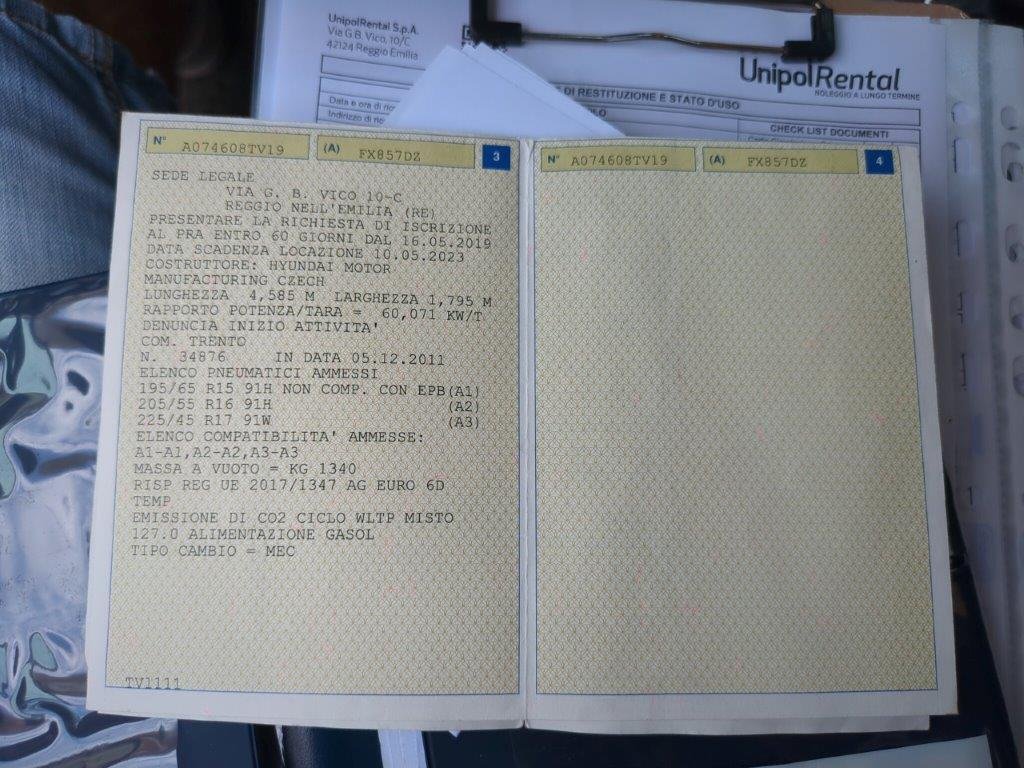 UnipolRental S.p.A.
Via G.B. Vico, 10/C
42124 Reggio Emilia
UnipolRental
NOLEGGIO A LUNGO TERMINE
DI RESTITUZIONE E STATO D'USO
Data e ora di
Indirizzo di
CHECK LIST DOCUMENTI
N° A074608TV19 (A) FX857DZ 3
SEDE LEGALE
VIA G. B. VICO 10-C
REGGIO NELL'EMILIA (RE)
PRESENTARE LA RICHIESTA DI ISCRIZIONE
AL PRA ENTRO 60 GIORNI DAL 16.05.2019
DATA SCADENZA LOCAZIONE 10.05.2023
COSTRUTTORE: HYUNDAI MOTOR
MANUFACTURING CZECH
LUNGHEZZA 4,585 M LARGHEZZA 1,795 M
RAPPORTO POTENZA/TARA = 60,071 KW/T
DENUNCIA INIZIO ATTIVITA'
COM. TRENTO
N. 34876 IN DATA 05.12.2011
ELENCO PNEUMATICI AMMESSI
195/65 R15 91H NON COMP. CON EPB(A1)
205/55 R16 91H (A2)
225/45 R17 91W (A3)
ELENCO COMPATIBILITA' AMMESSE:
A1-A1,A2-A2,A3-A3
MASSA A VUOTO = KG 1340
RISP REG UE 2017/1347 AG EURO 6D
TEMP
EMISSIONE DI CO2 CICLO WLTP MISTO
127.0 ALIMENTAZIONE GASOL
TIPO CAMBIO = MEC
TV1111
N° A074608TV19 (A) FX857DZ 4